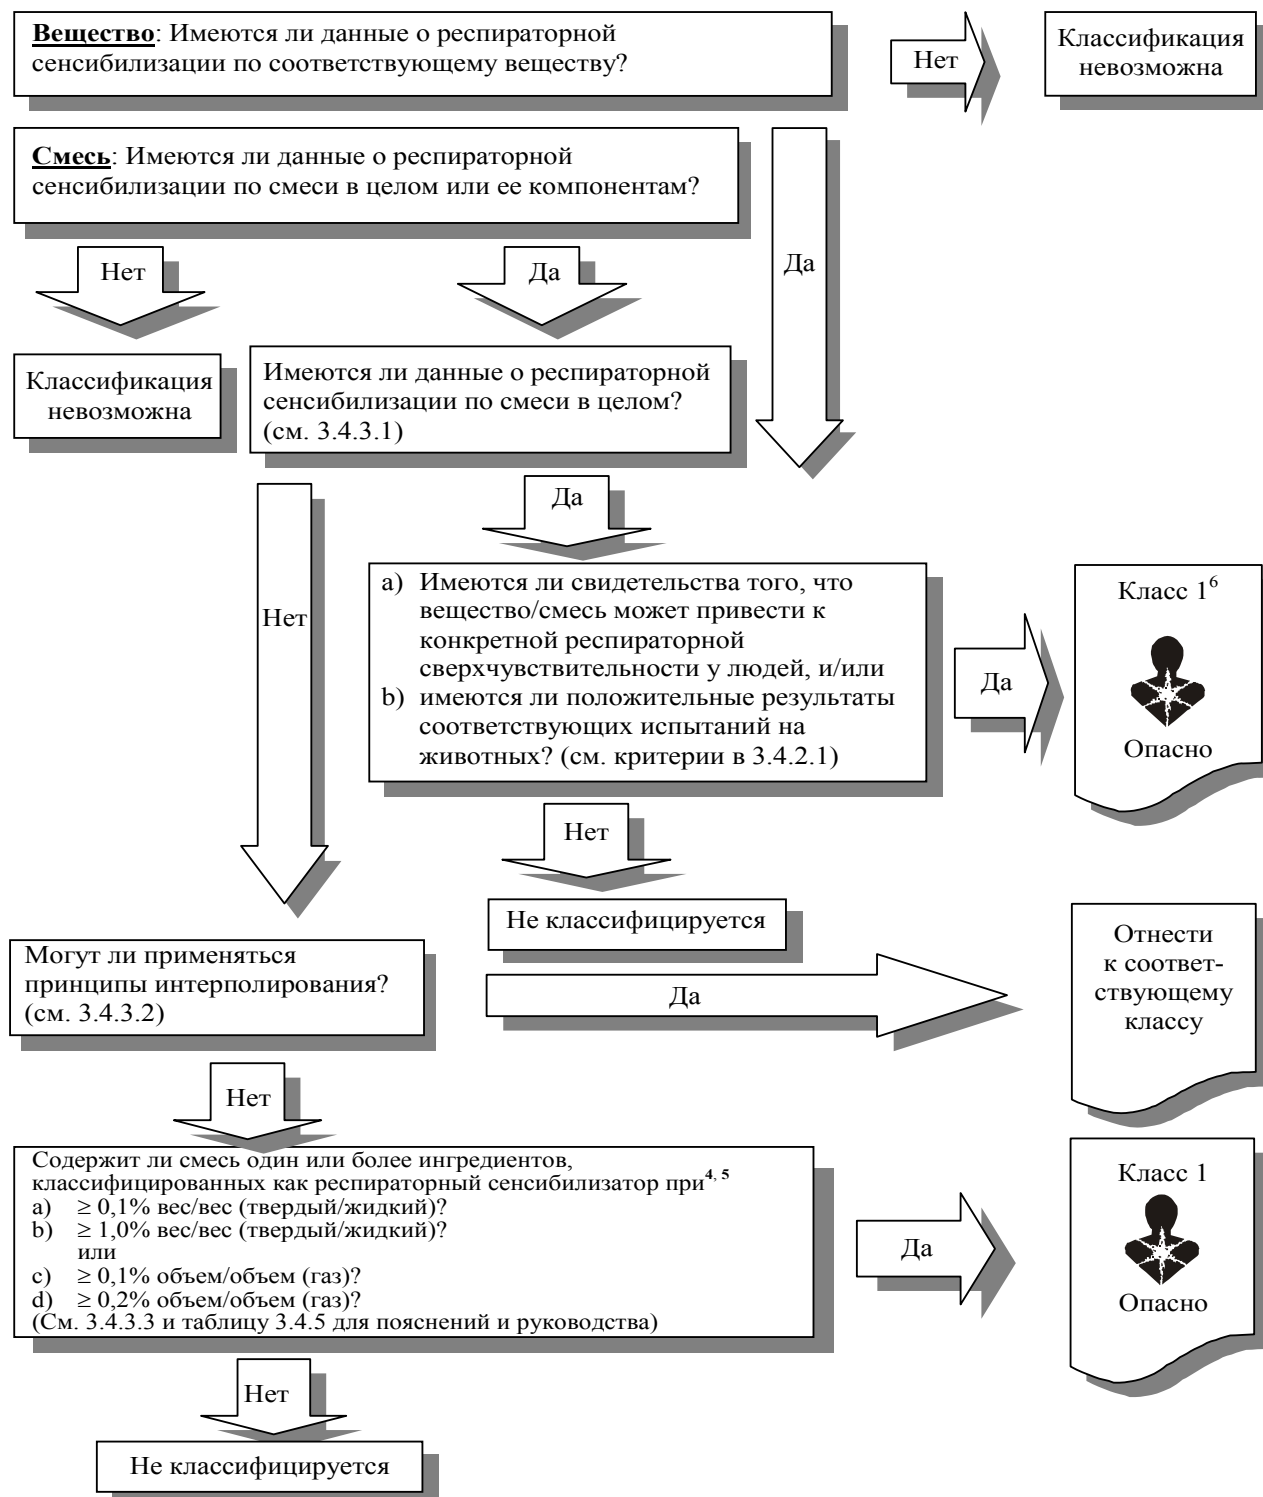 Вещество: Имеются ли данные о респираторной
сенсибилизации по соответствующему веществу?
Нет
Классификация
невозможна
Смесь: Имеются ли данные о респираторной
сенсибилизации по смеси в целом или ее компонентам?
Да
Нет
Да
Классификация
невозможна
Имеются ли данные о респираторной
сенсибилизации по смеси в целом?
(см. 3.4.3.1)
Да
Нет
a) Имеются ли свидетельства того, что
вещество/смесь может привести к
конкретной респираторной
сверхчувствительности у людей, и/или
b) имеются ли положительные результаты
соответствующих испытаний на
животных? (см. критерии в 3.4.2.1)
Да
Класс 1⁶
Опасно
Нет
Не классифицируется
Могут ли применяться
принципы интерполирования?
(см. 3.4.3.2)
Да
Отнести
к соответ-
ствующему
классу
Нет
Содержит ли смесь один или более ингредиентов,
классифицированных как респираторный сенсибилизатор при⁴˒ ⁵
a) ≥ 0,1% вес/вес (твердый/жидкий)?
b) ≥ 1,0% вес/вес (твердый/жидкий)?
или
c) ≥ 0,1% объем/объем (газ)?
d) ≥ 0,2% объем/объем (газ)?
(См. 3.4.3.3 и таблицу 3.4.5 для пояснений и руководства)
Да
Класс 1
Опасно
Нет
Не классифицируется